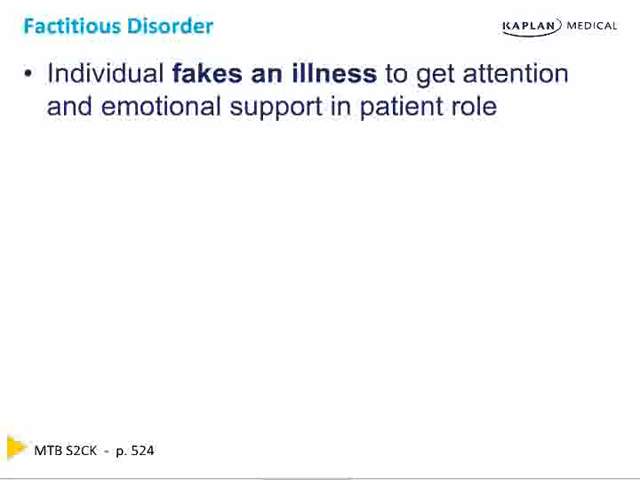 Factitious Disorder
KAPLAN MEDICAL
• Individual fakes an illness to get attention
and emotional support in patient role
MTB S2CK - p. 524